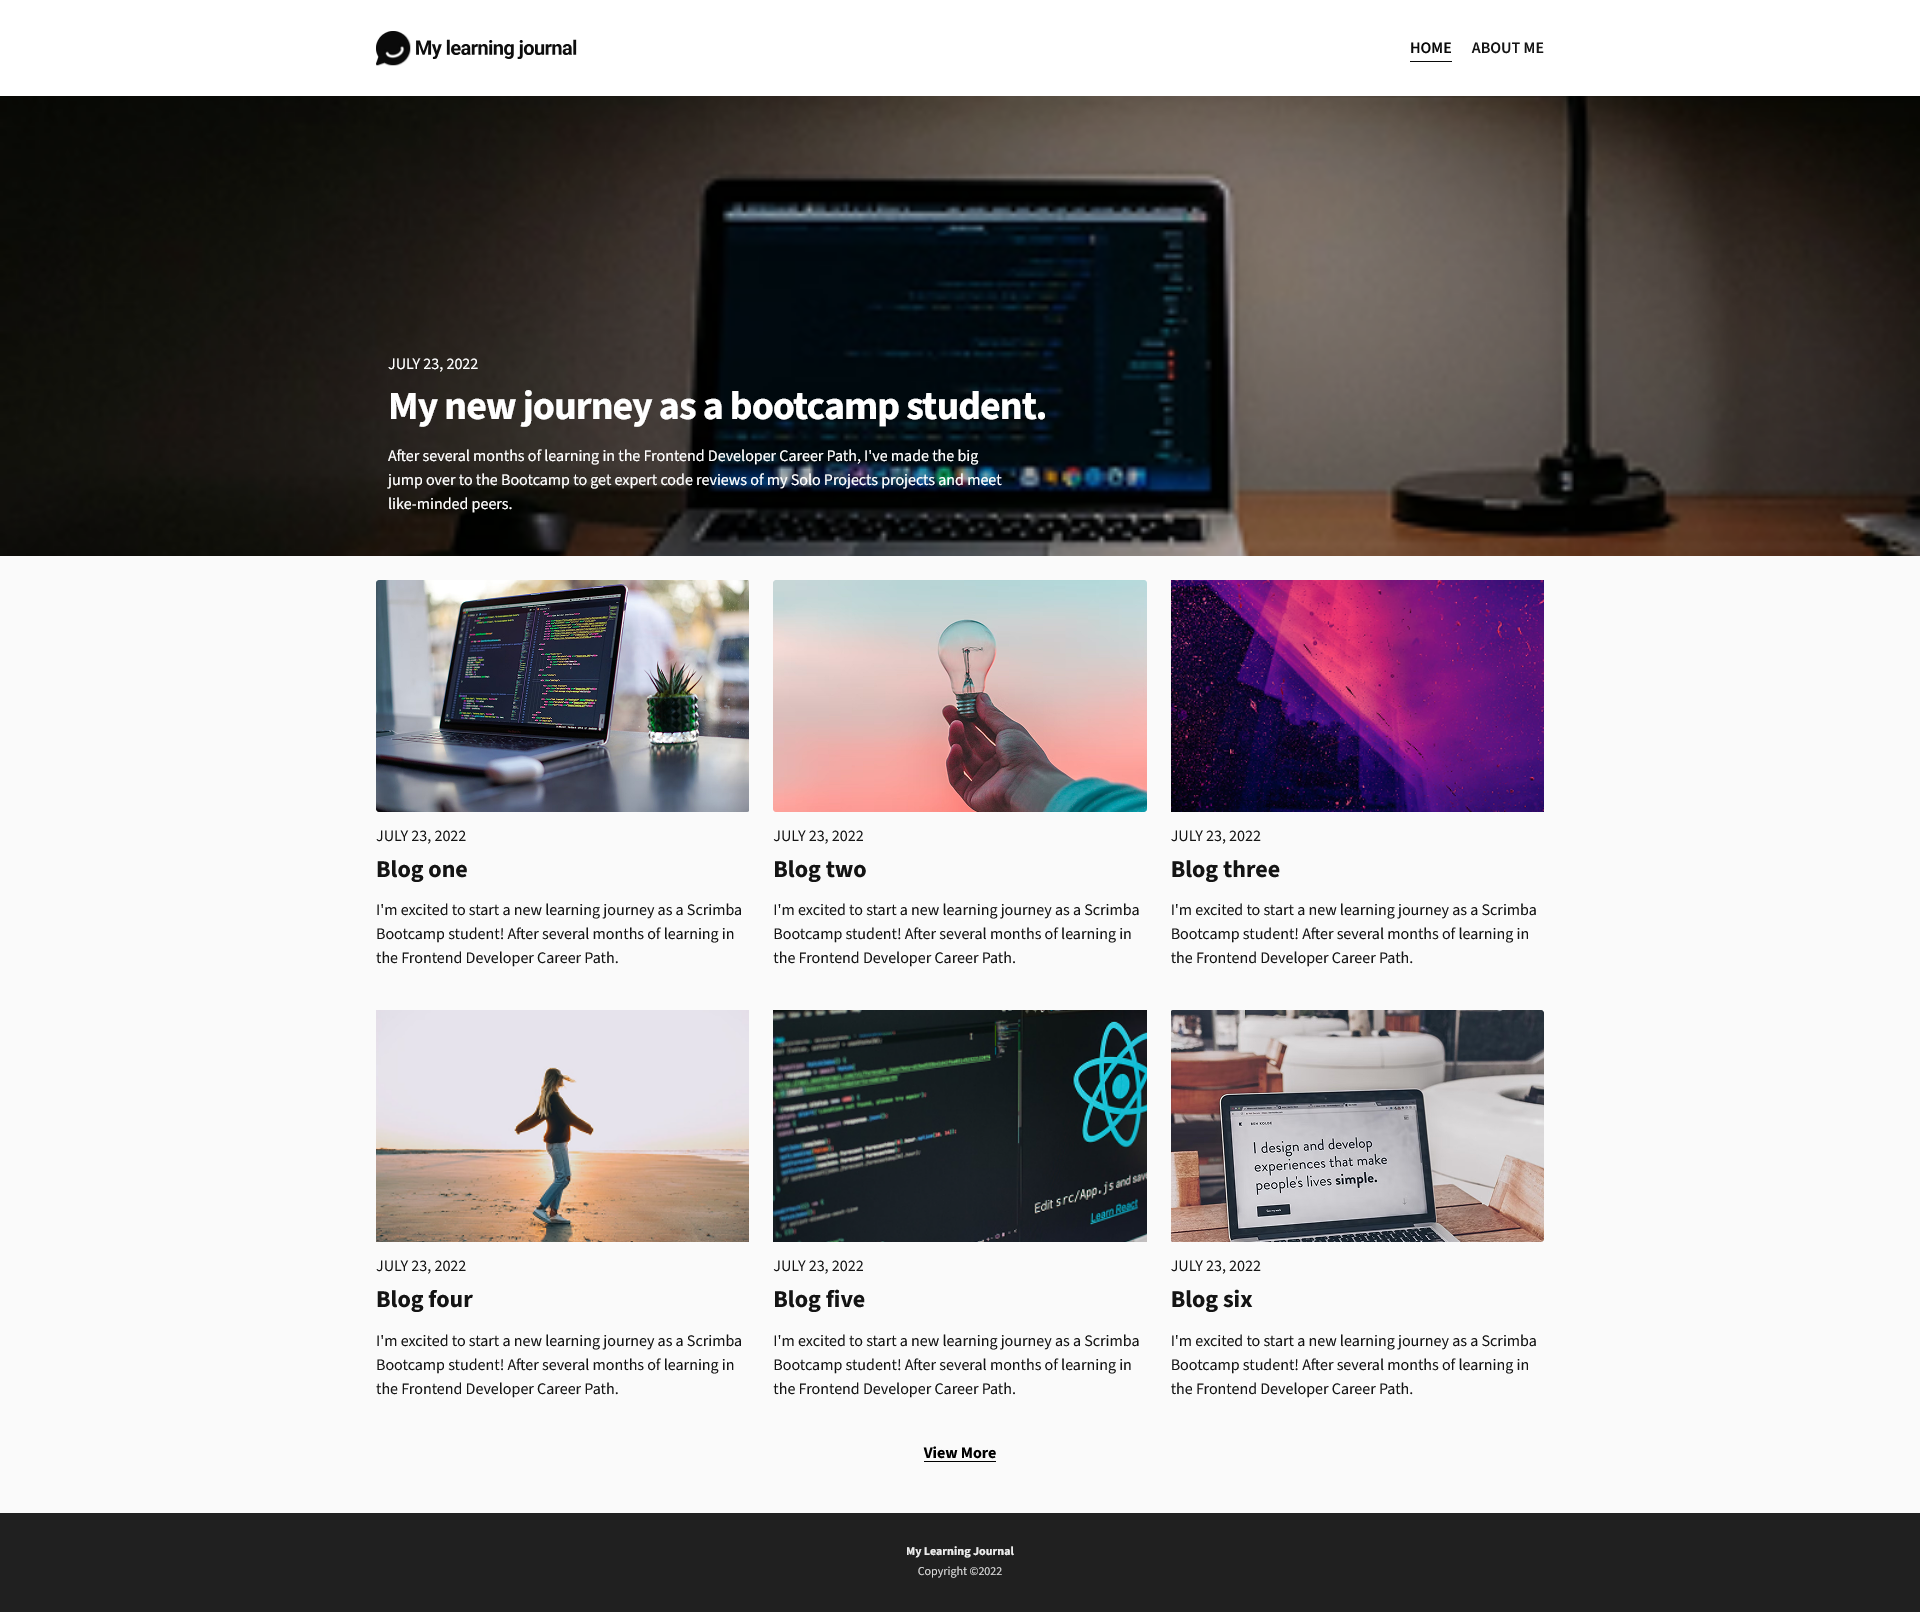 My learning journal
HOME ABOUT ME
JULY 23, 2022
My new journey as a bootcamp student.
After several months of learning in the Frontend Developer Career Path, I've made the big
jump over to the Bootcamp to get expert code reviews of my Solo Projects projects and meet
like-minded peers.
JULY 23, 2022
Blog one
I'm excited to start a new learning journey as a Scrimba
Bootcamp student! After several months of learning in
the Frontend Developer Career Path.
JULY 23, 2022
Blog two
I'm excited to start a new learning journey as a Scrimba
Bootcamp student! After several months of learning in
the Frontend Developer Career Path.
JULY 23, 2022
Blog three
I'm excited to start a new learning journey as a Scrimba
Bootcamp student! After several months of learning in
the Frontend Developer Career Path.
JULY 23, 2022
Blog four
I'm excited to start a new learning journey as a Scrimba
Bootcamp student! After several months of learning in
the Frontend Developer Career Path.
Edit src/App.js and save
Learn React
JULY 23, 2022
Blog five
I'm excited to start a new learning journey as a Scrimba
Bootcamp student! After several months of learning in
the Frontend Developer Career Path.
I design and develop
experiences that make
people's lives simple.
JULY 23, 2022
Blog six
I'm excited to start a new learning journey as a Scrimba
Bootcamp student! After several months of learning in
the Frontend Developer Career Path.
View More
My Learning Journal
Copyright ©2022